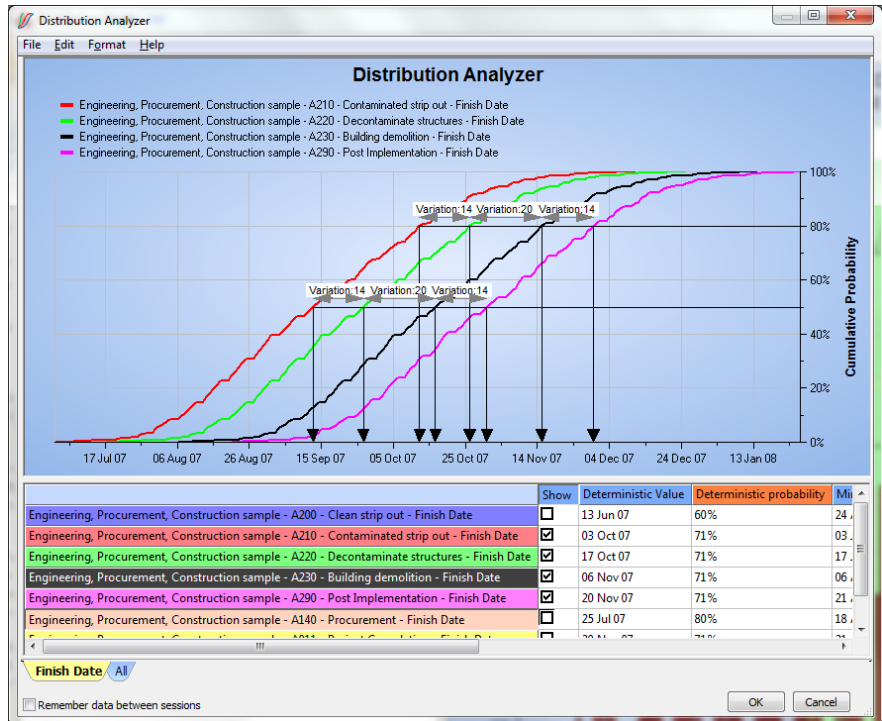 Distribution Analyzer
File Edit Format Help
Distribution Analyzer
Engineering, Procurement, Construction sample - A210 - Contaminated strip out - Finish Date
Engineering, Procurement, Construction sample - A220 - Decontaminate structures - Finish Date
Engineering, Procurement, Construction sample - A230 - Building demolition - Finish Date
Engineering, Procurement, Construction sample - A290 - Post Implementation - Finish Date
100%
Variation:14 Variation:20 Variation:14
80%
60%
Variation:14 Variation:20 Variation:14
40%
20%
0%
Cumulative Probability
17 Jul 07 06 Aug 07 26 Aug 07 15 Sep 07 05 Oct 07 25 Oct 07 14 Nov 07 04 Dec 07 24 Dec 07 13 Jan 08
Show Deterministic Value Deterministic probability
Engineering, Procurement, Construction sample - A200 - Clean strip out - Finish Date 13 Jun 07 60% 24
Engineering, Procurement, Construction sample - A210 - Contaminated strip out - Finish Date 03 Oct 07 71% 03
Engineering, Procurement, Construction sample - A220 - Decontaminate structures - Finish Date 17 Oct 07 71% 17
Engineering, Procurement, Construction sample - A230 - Building demolition - Finish Date 06 Nov 07 71% 06
Engineering, Procurement, Construction sample - A290 - Post Implementation - Finish Date 20 Nov 07 71% 21
Engineering, Procurement, Construction sample - A140 - Procurement - Finish Date 25 Jul 07 80% 18
Finish Date All
Remember data between sessions
OK Cancel